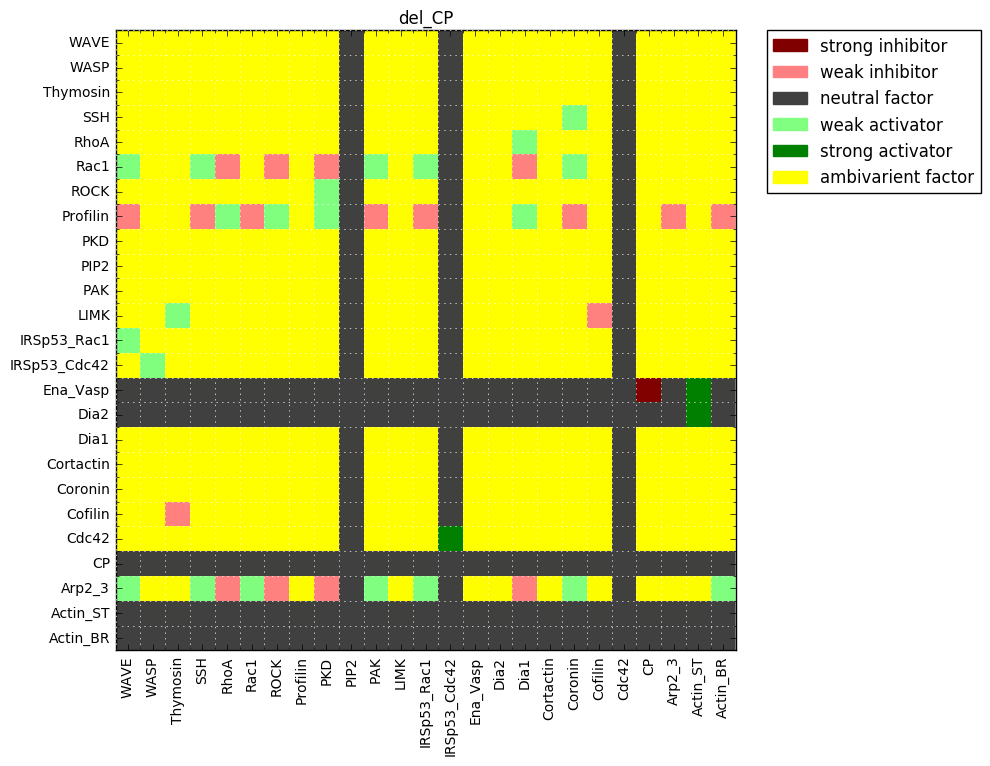 del_CP
WAVE
WASP
Thymosin
SSH
RhoA
Rac1
ROCK
Profilin
PKD
PIP2
PAK
LIMK
IRSp53_Rac1
IRSp53_Cdc42
Ena_Vasp
Dia2
Dia1
Cortactin
Coronin
Cofilin
Cdc42
CP
Arp2_3
Actin_ST
Actin_BR
WAVE
WASP
Thymosin
SSH
RhoA
Rac1
ROCK
Profilin
PKD
PIP2
PAK
LIMK
IRSp53_Rac1
IRSp53_Cdc42
Ena_Vasp
Dia2
Dia1
Cortactin
Coronin
Cofilin
Cdc42
CP
Arp2_3
Actin_ST
Actin_BR
strong inhibitor
weak inhibitor
neutral factor
weak activator
strong activator
ambivarient factor